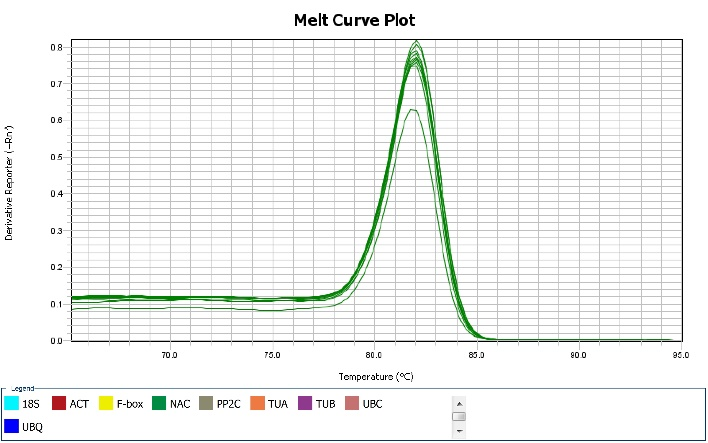 Melt Curve Plot
Derivative Reporter (-Rn')
0.8
0.7
0.6
0.5
0.4
0.3
0.2
0.1
0.0
70.0 75.0 80.0 85.0 90.0 95.0
Temperature (°C)
Legend
18S ACT F-box NAC PP2C TUA TUB UBC
UBQ